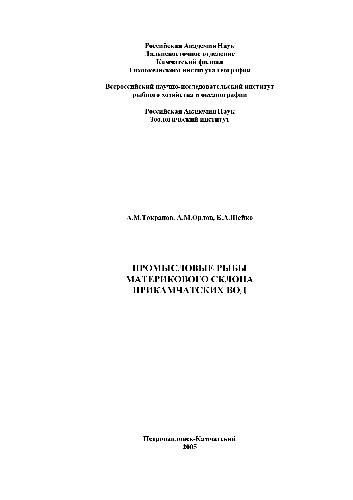 Российская Академия Наук
Дальневосточное отделение
Камчатский филиал
Тихоокеанского института географии
Всероссийский научно-исследовательский институт
рыбного хозяйства и океанографии
Российская Академия Наук
Зоологический институт
А.М.Токранов, А.М.Орлов, Б.А.Шейко
ПРОМЫСЛОВЫЕ РЫБЫ
МАТЕРИКОВОГО СКЛОНА
ПРИКАМЧАТСКИХ ВОД
Петропавловск-Камчатский
2005